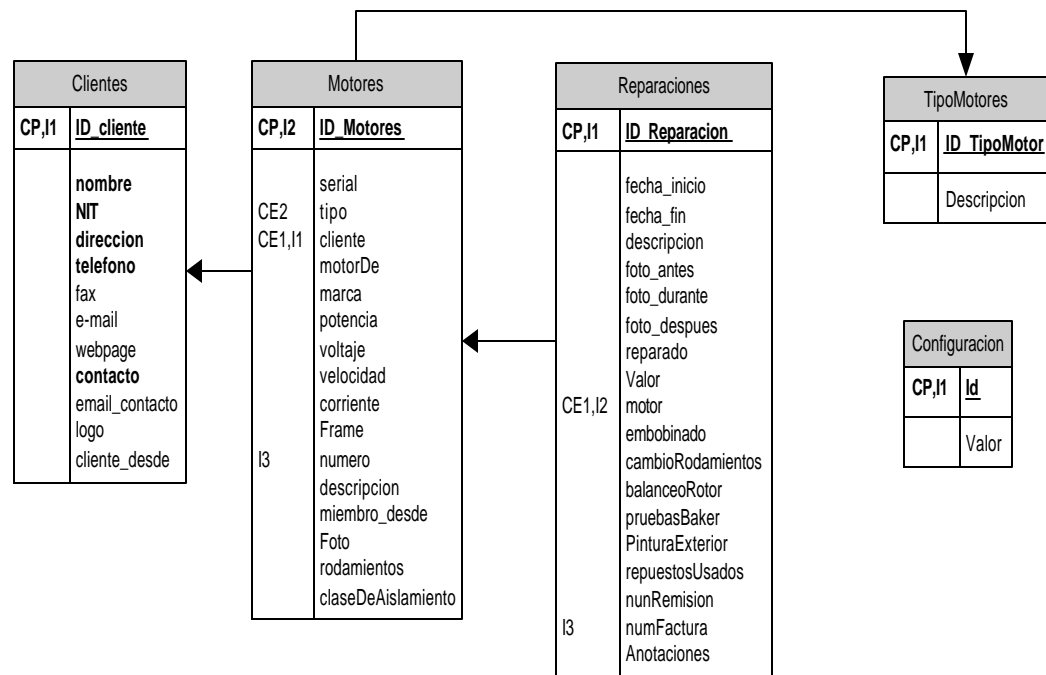 Clientes
CP,I1 ID_cliente
nombre
NIT
direccion
telefono
fax
e-mail
webpage
contacto
email_contacto
logo
cliente_desde
Motores
CP,I2 ID_Motores
serial
CE2 tipo
CE1,I1 cliente
motorDe
marca
potencia
voltaje
velocidad
corriente
Frame
I3 numero
descripcion
miembro_desde
Foto
rodamientos
claseDeAislamiento
Reparaciones
CP,I1 ID_Reparacion
fecha_inicio
fecha_fin
descripcion
foto_antes
foto_durante
foto_despues
reparado
Valor
CE1,I2 motor
embobinado
cambioRodamientos
balanceoRotor
pruebasBaker
PinturaExterior
repuestosUsados
nunRemision
I3 numFactura
Anotaciones
TipoMotores
CP,I1 ID_TipoMotor
Descripcion
Configuracion
CP,I1 Id
Valor